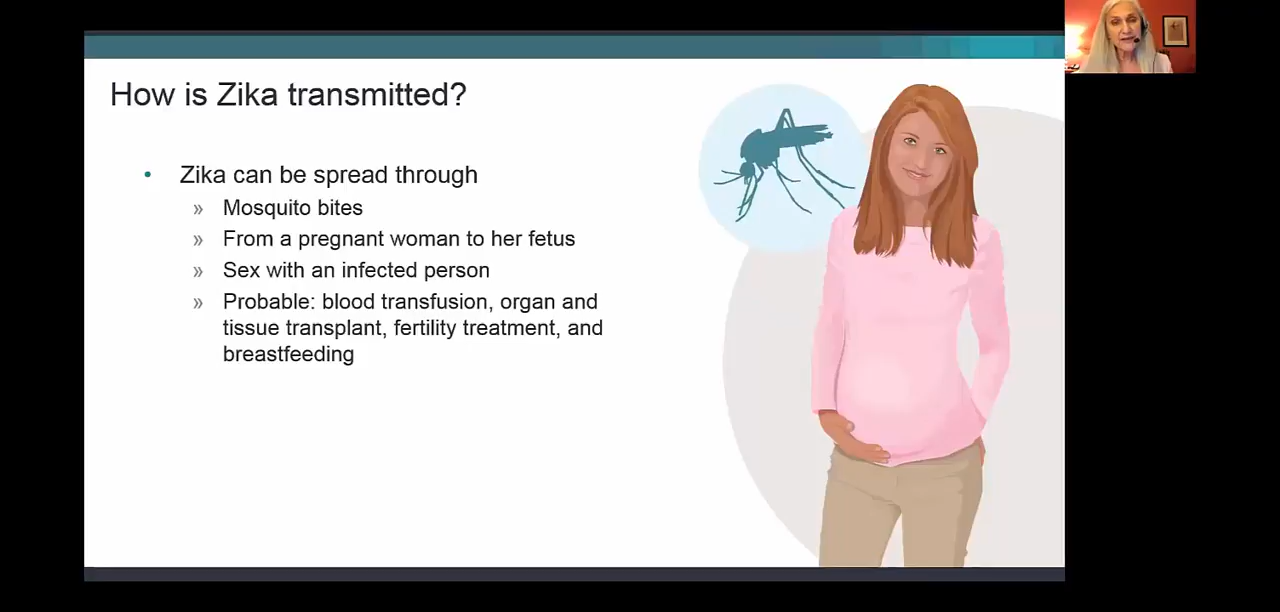 How is Zika transmitted?
• Zika can be spread through
» Mosquito bites
» From a pregnant woman to her fetus
» Sex with an infected person
» Probable: blood transfusion, organ and
tissue transplant, fertility treatment, and
breastfeeding